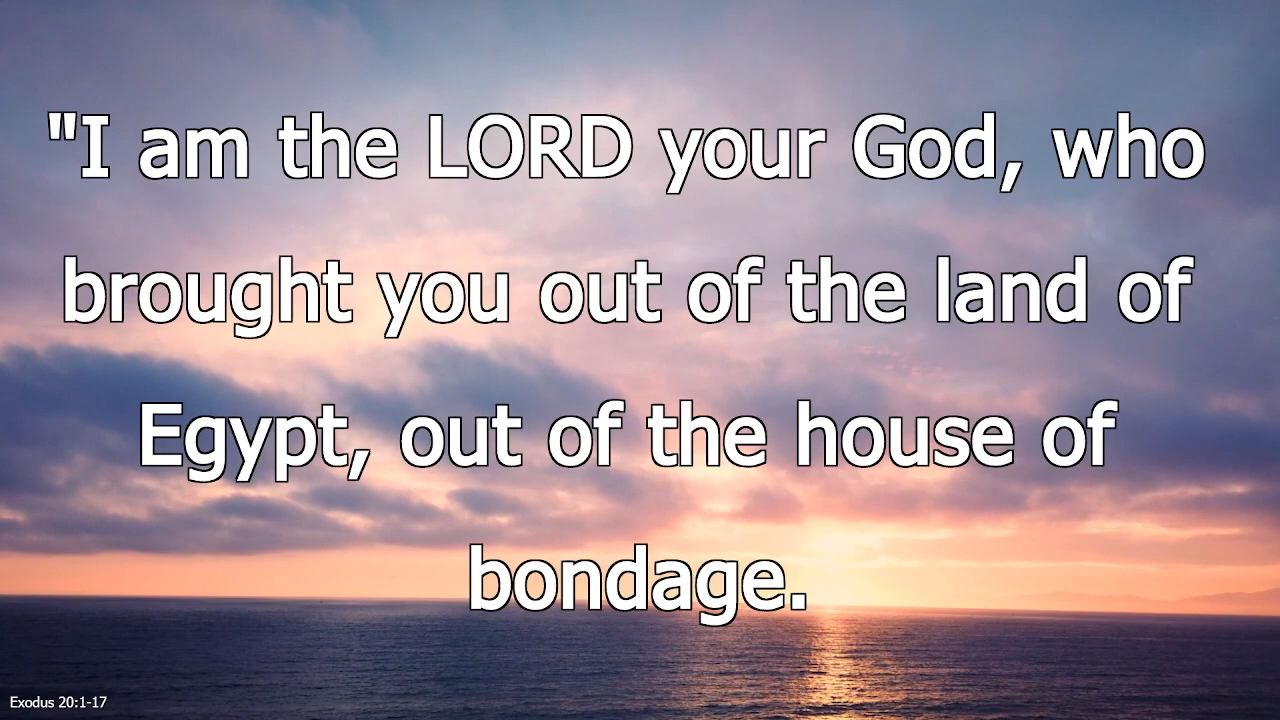 "I am the LORD your God, who
brought you out of the land of
Egypt, out of the house of
bondage.
Exodus 20:1-17